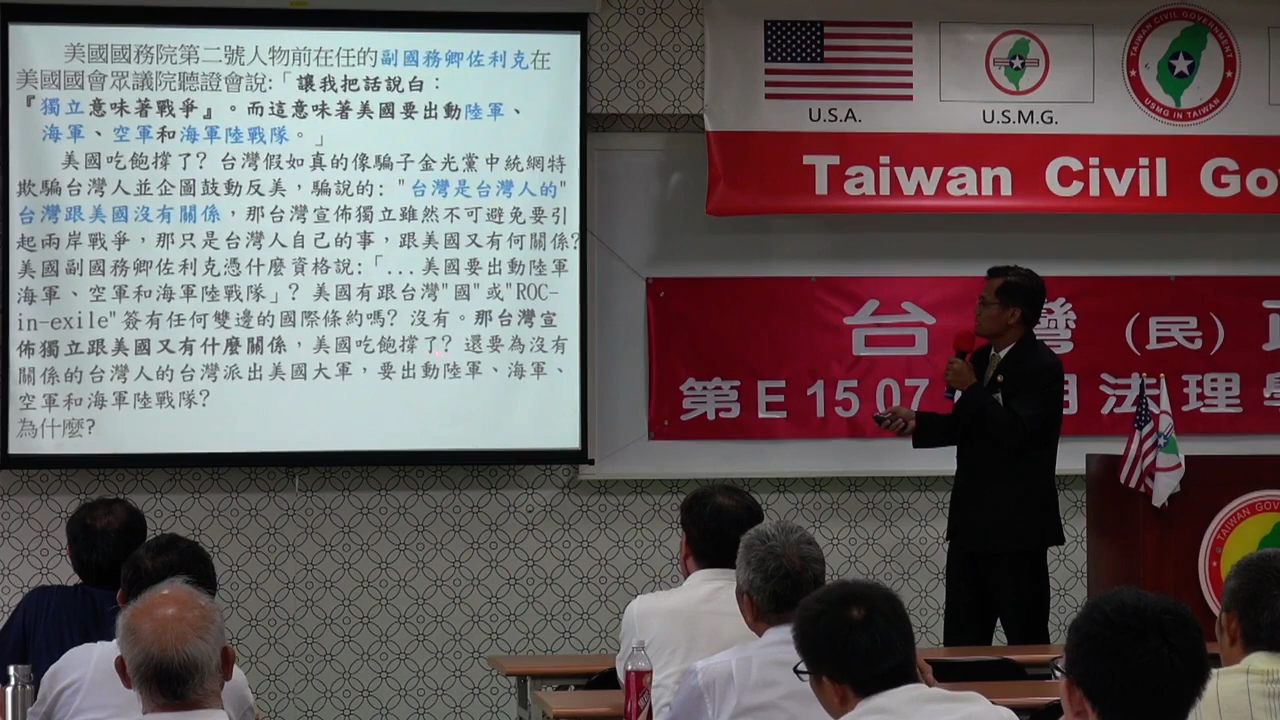 美國國務院第二號人物前在任的副國務卿佐利克在
美國國會眾議院聽證會說:「讓我把話說白：
『獨立意味著戰爭』。而這意味著美國要出動陸軍、
海軍、空軍和海軍陸戰隊。」
美國吃飽撐了? 台灣假如真的像騙子金光黨中統網特
欺騙台灣人並企圖鼓動反美，騙說的: "台灣是台灣人的"
台灣跟美國沒有關係，那台灣宣佈獨立雖然不可避免要引
起兩岸戰爭，那只是台灣人自己的事，跟美國又有何關係?
美國副國務卿佐利克憑什麼資格說:「...美國要出動陸軍
海軍、空軍和海軍陸戰隊」? 美國有跟台灣"國"或"ROC-
in-exile"簽有任何雙邊的國際條約嗎? 沒有。那台灣宣
佈獨立跟美國又有什麼關係，美國吃飽撐了? 還要為沒有
關係的台灣人的台灣派出美國大軍，要出動陸軍、海軍、
空軍和海軍陸戰隊?
為什麼?
U.S.A.
U.S.M.G.
TAIWAN CIVIL GOVERNMENT
USMG IN TAIWAN
Taiwan Civil Go
台灣(民)政
第E1507 期法理學
TAIWAN GOVER